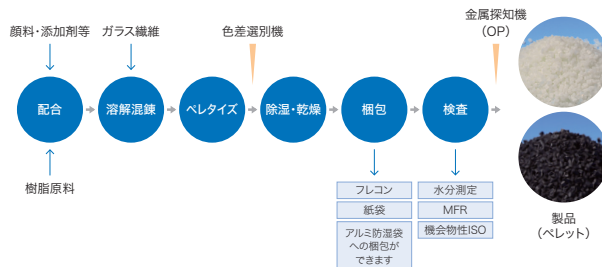 顔料・添加剤等
ガラス繊維
色差選別機
金属探知機
（OP）
配合
溶解混錬
ペレタイズ
除湿・乾燥
梱包
検査
樹脂原料
フレコン
紙袋
アルミ防湿袋
への梱包が
できます
水分測定
MFR
機会物性ISO
製品
（ペレット）